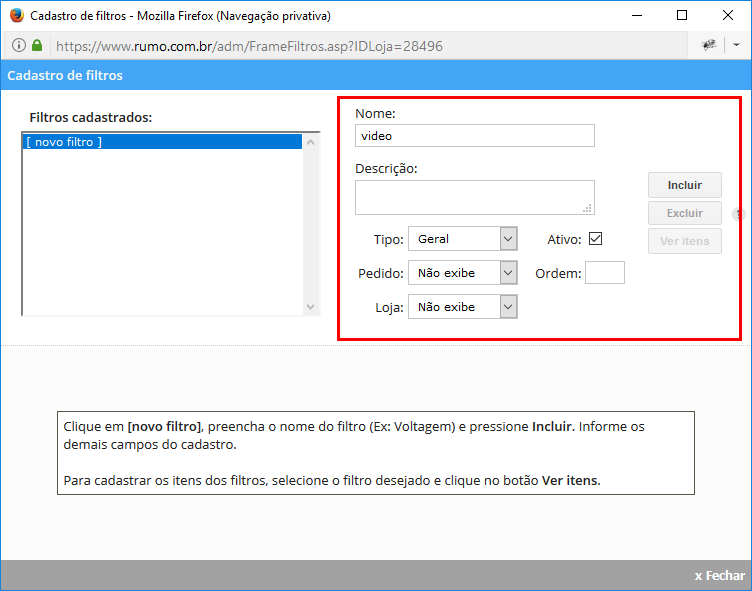 Cadastro de filtros - Mozilla Firefox (Navegação privativa)
https://www.rumo.com.br/adm/FrameFiltros.asp?IDLoja=28496
Cadastro de filtros
Filtros cadastrados:
[ novo filtro ]
Nome:
video
Descrição:
Tipo: Geral Ativo:
Pedido: Não exibe Ordem:
Loja: Não exibe
Incluir
Excluir
?
Ver itens
Clique em [novo filtro], preencha o nome do filtro (Ex: Voltagem) e pressione Incluir. Informe os
demais campos do cadastro.
Para cadastrar os itens dos filtros, selecione o filtro desejado e clique no botão Ver itens.
x Fechar